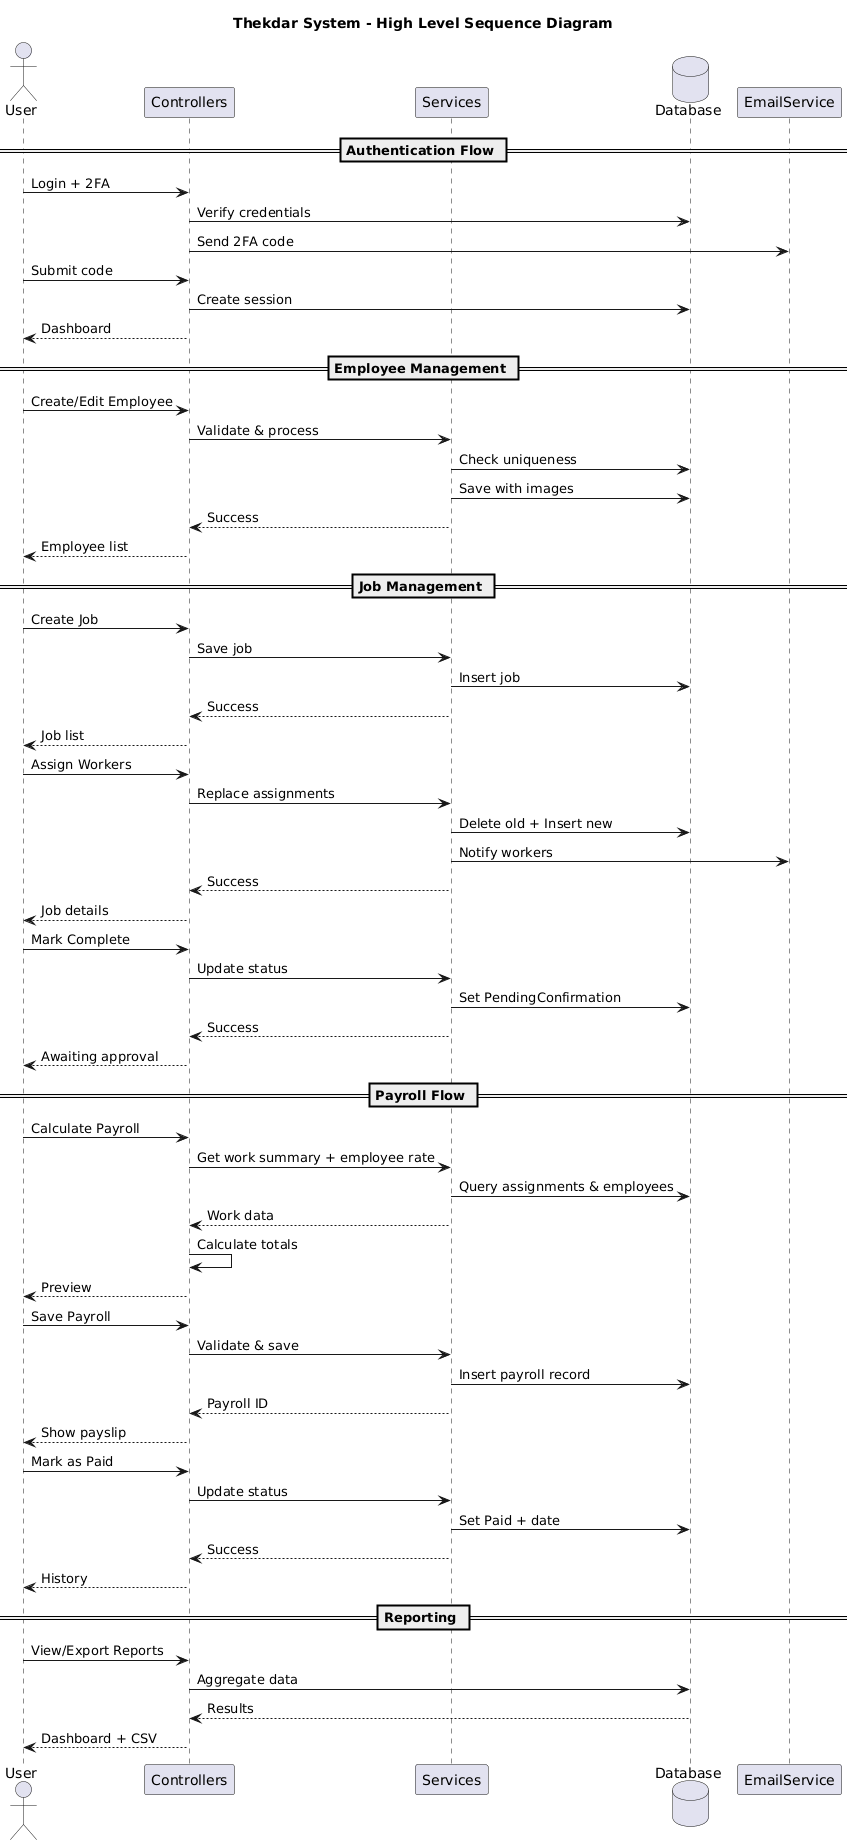 Thekdar System - High Level Sequence Diagram
User
Controllers
Services
Database
EmailService
Authentication Flow
Login + 2FA
Verify credentials
Send 2FA code
Submit code
Create session
Dashboard
Employee Management
Create/Edit Employee
Validate & process
Check uniqueness
Save with images
Success
Employee list
Job Management
Create Job
Save job
Insert job
Success
Job list
Assign Workers
Replace assignments
Delete old + Insert new
Notify workers
Success
Job details
Mark Complete
Update status
Set PendingConfirmation
Success
Awaiting approval
Payroll Flow
Calculate Payroll
Get work summary + employee rate
Query assignments & employees
Work data
Calculate totals
Preview
Save Payroll
Validate & save
Insert payroll record
Payroll ID
Show payslip
Mark as Paid
Update status
Set Paid + date
Success
History
Reporting
View/Export Reports
Aggregate data
Results
Dashboard + CSV
User
Controllers
Services
Database
EmailService